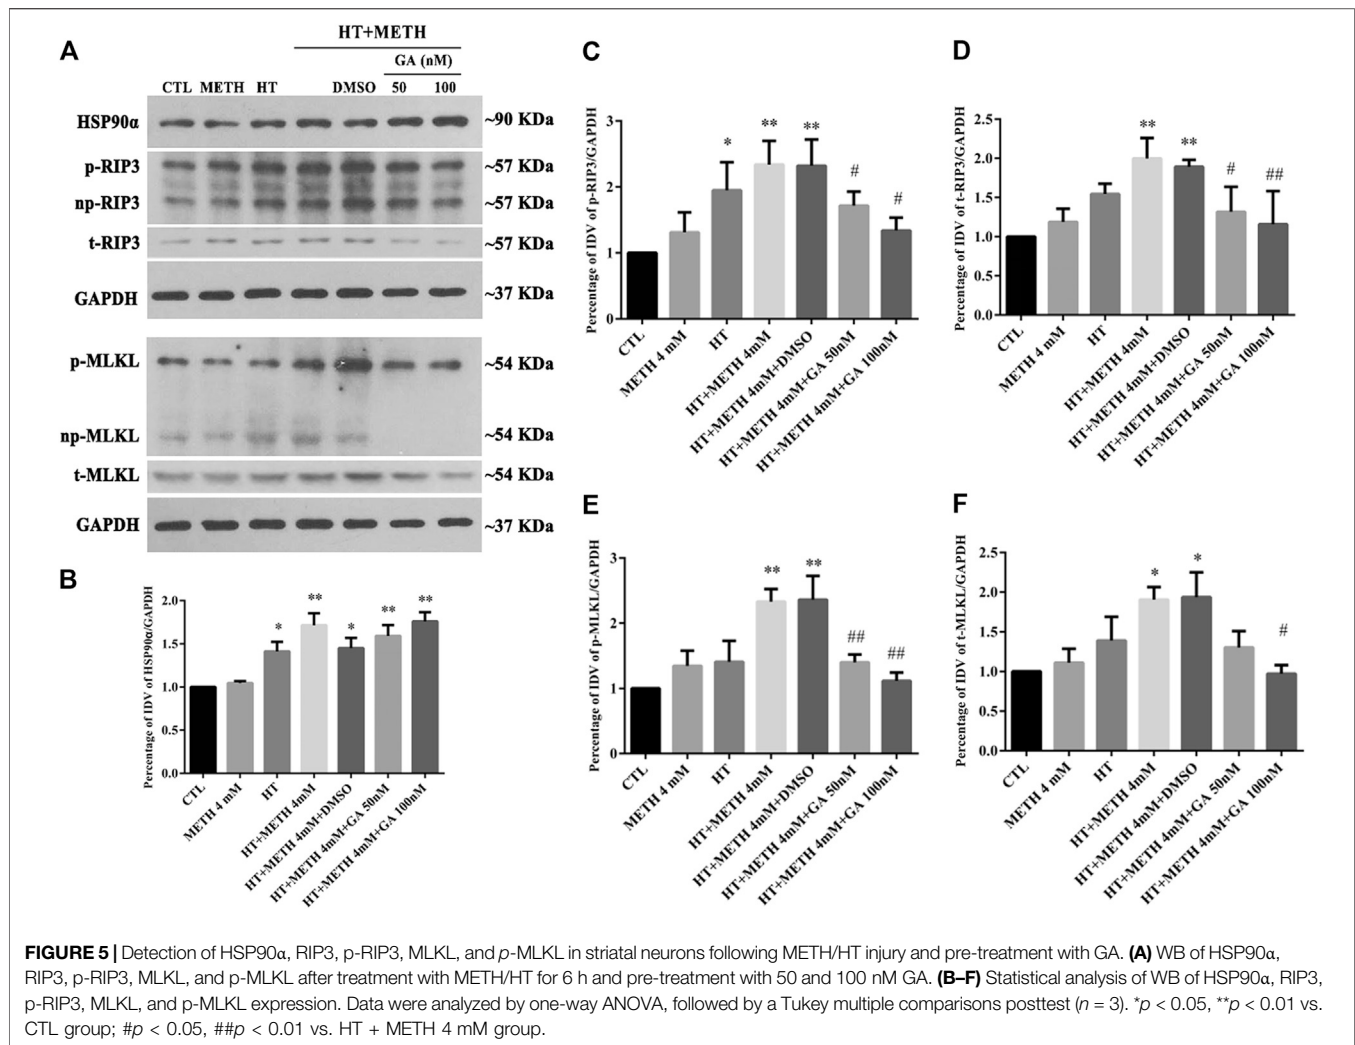 A
HT+METH
GA (nM)
CTL METH HT DMSO 50 100
HSP90α ~90 KDa
p-RIP3 ~57 KDa
np-RIP3 ~57 KDa
t-RIP3 ~57 KDa
GAPDH ~37 KDa
p-MLKL ~54 KDa
np-MLKL ~54 KDa
t-MLKL ~54 KDa
GAPDH ~37 KDa
B
Percentage of IDV of HSP90α/GAPDH
2.0
1.5
1.0
0.5
0.0
* ** * ** **
CTL
METH 4 mM
HT
HT+METH 4mM
HT+METH 4mM+DMSO
HT+METH 4mM+GA 50nM
HT+METH 4mM+GA 100nM
C
Percentage of IDV of p-RIP3/GAPDH
3
2
1
0
* ** ** # #
CTL
METH 4 mM
HT
HT+METH 4mM
HT+METH 4mM+DMSO
HT+METH 4mM+GA 50nM
HT+METH 4mM+GA 100nM
D
Percentage of IDV of t-RIP3/GAPDH
2.5
2.0
1.5
1.0
0.5
0.0
** ** # ##
CTL
METH 4 mM
HT
HT+METH 4mM
HT+METH 4mM+DMSO
HT+METH 4mM+GA 50nM
HT+METH 4mM+GA 100nM
E
Percentage of IDV of p-MLKL/GAPDH
3
2
1
0
** ** ## ##
CTL
METH 4 mM
HT
HT+METH 4mM
HT+METH 4mM+DMSO
HT+METH 4mM+GA 50nM
HT+METH 4mM+GA 100nM
F
Percentage of IDV of t-MLKL/GAPDH
2.5
2.0
1.5
1.0
0.5
0.0
* * #
CTL
METH 4 mM
HT
HT+METH 4mM
HT+METH 4mM+DMSO
HT+METH 4mM+GA 50nM
HT+METH 4mM+GA 100nM
FIGURE 5 | Detection of HSP90α, RIP3, p-RIP3, MLKL, and p-MLKL in striatal neurons following METH/HT injury and pre-treatment with GA. (A) WB of HSP90α,
RIP3, p-RIP3, MLKL, and p-MLKL after treatment with METH/HT for 6 h and pre-treatment with 50 and 100 nM GA. (B–F) Statistical analysis of WB of HSP90α, RIP3,
p-RIP3, MLKL, and p-MLKL expression. Data were analyzed by one-way ANOVA, followed by a Tukey multiple comparisons posttest (n = 3). *p < 0.05, **p < 0.01 vs.
CTL group; #p < 0.05, ##p < 0.01 vs. HT + METH 4 mM group.